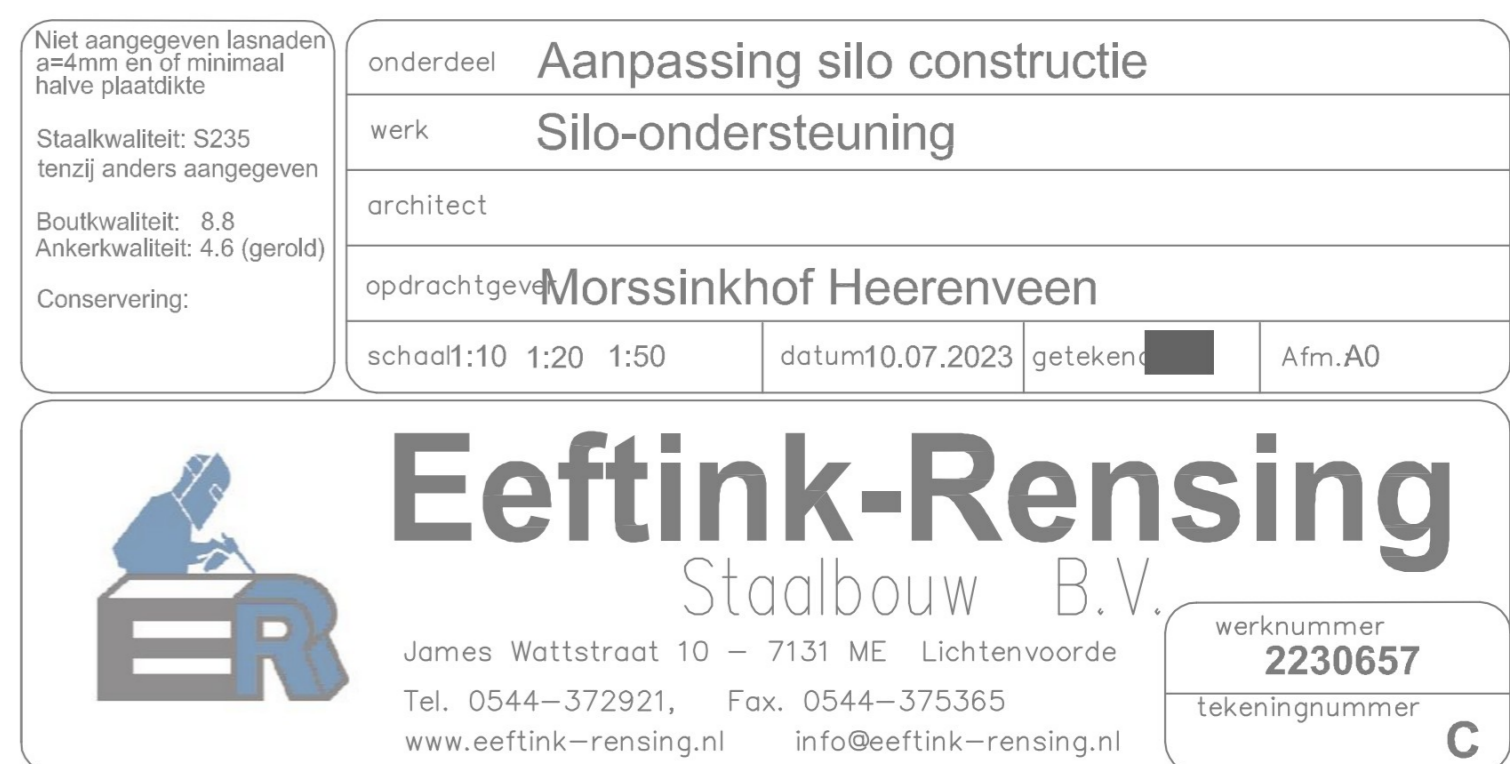 Niet aangegeven lasnaden
a=4mm en of minimaal
halve plaatdikte
Staalkwaliteit: S235
tenzij anders aangegeven
Boutkwaliteit: 8.8
Ankerkwaliteit: 4.6 (gerold)
Conservering:
onderdeel Aanpassing silo constructie
werk Silo-ondersteuning
architect
opdrachtgever Morssinkhof Heerenveen
schaal 1:10 1:20 1:50 datum 10.07.2023 getekend Afm.: A0
ER
Eeftink-Rensing
Staalbouw B.V.
James Wattstraat 10 – 7131 ME Lichtenvoorde
Tel. 0544–372921, Fax. 0544–375365
www.eeftink–rensing.nl info@eeftink–rensing.nl
werknummer
2230657
tekeningnummer
C